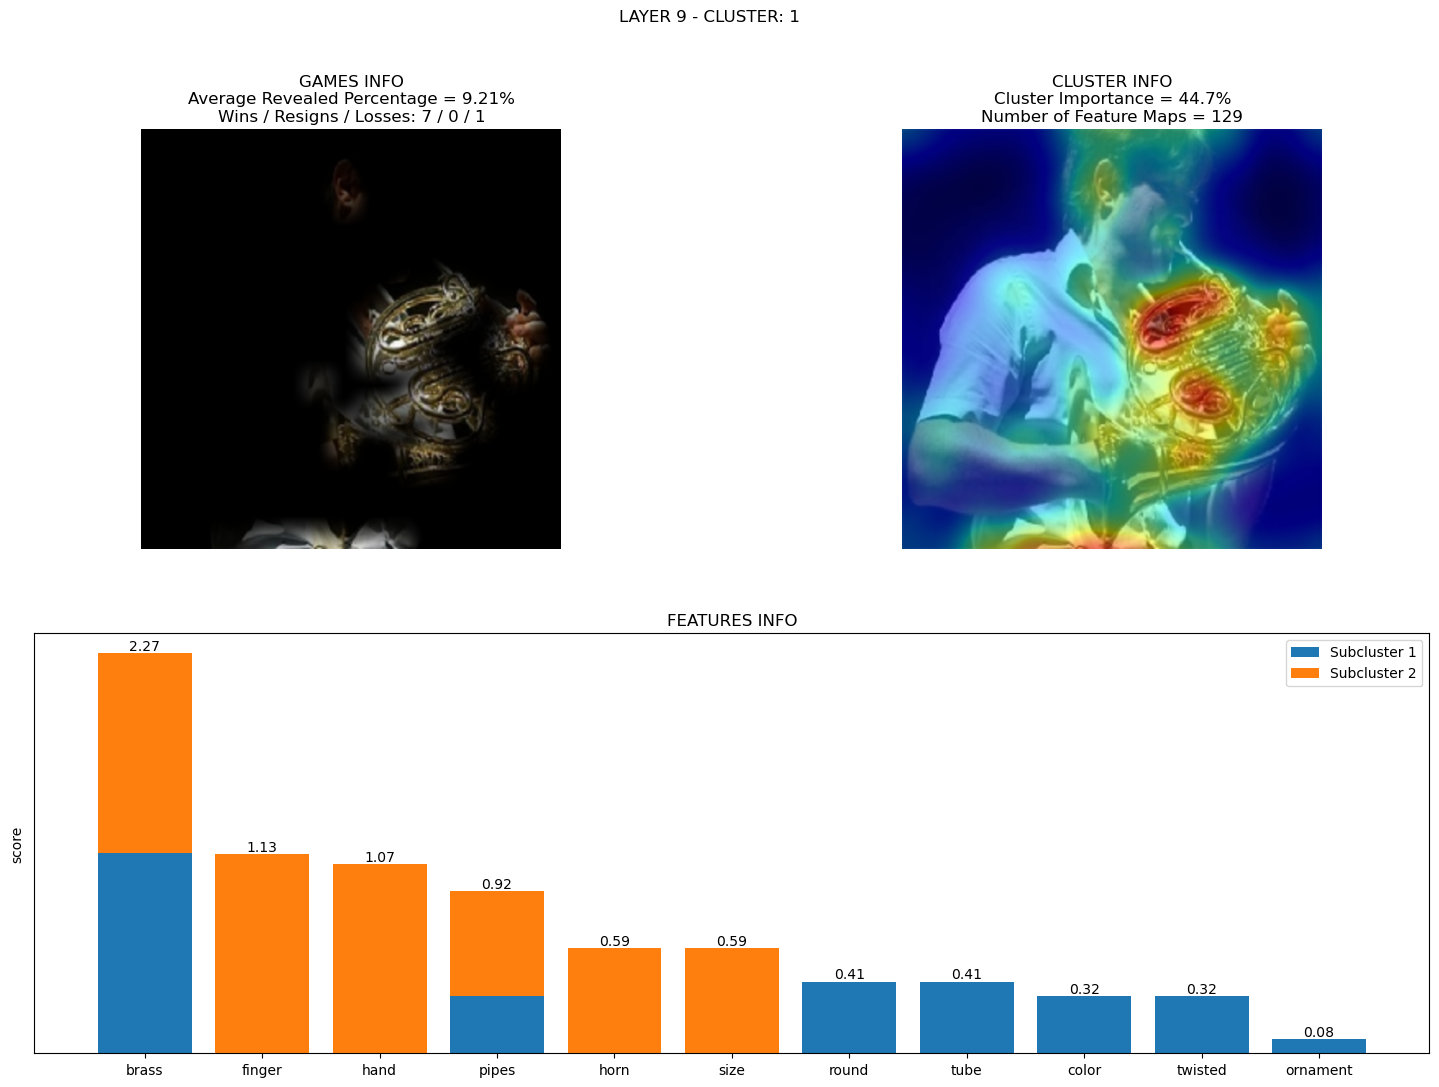 LAYER 9 - CLUSTER: 1
GAMES INFO
Average Revealed Percentage = 9.21%
Wins / Resigns / Losses: 7 / 0 / 1
CLUSTER INFO
Cluster Importance = 44.7%
Number of Feature Maps = 129
FEATURES INFO
Subcluster 1
Subcluster 2
score
2.27
1.13
1.07
0.92
0.59
0.59
0.41
0.41
0.32
0.32
0.08
brass
finger
hand
pipes
horn
size
round
tube
color
twisted
ornament